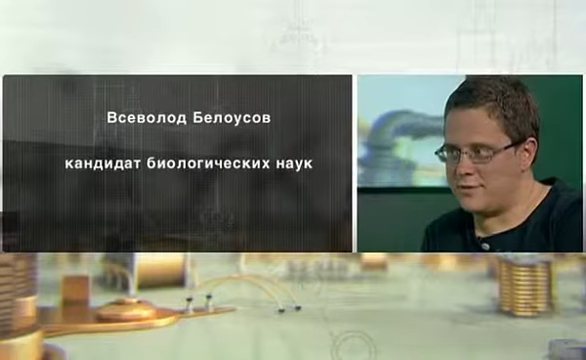 Всеволод Белоусов
кандидат биологических наук